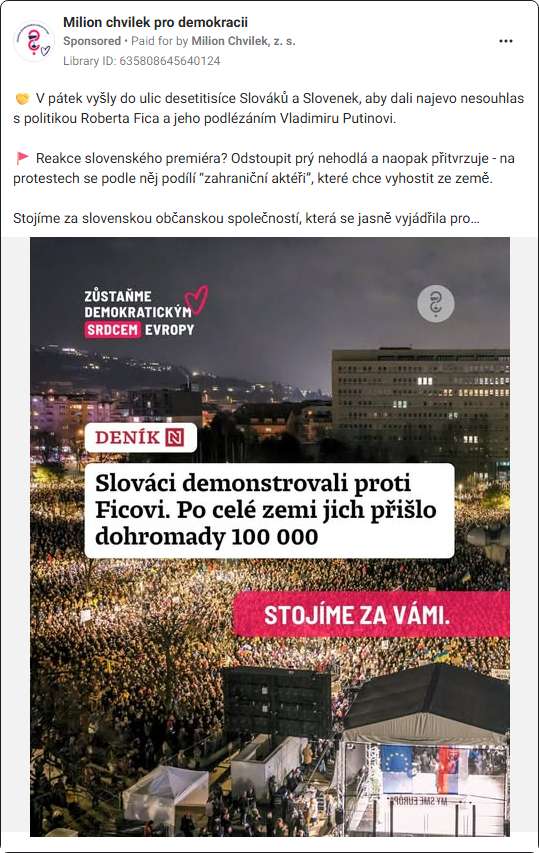 Milion chvilek pro demokracii
Sponsored • Paid for by Milion Chvilek, z. s.
Library ID: 635808645640124
V pátek vyšly do ulic desetitisíce Slováků a Slovenek, aby dali najevo nesouhlas
s politikou Roberta Fica a jeho podlézáním Vladimiru Putinovi.
Reakce slovenského premiéra? Odstoupit prý nehodlá a naopak přitvrzuje - na
protestech se podle něj podílí “zahraniční aktéři”, které chce vyhostit ze země.
Stojíme za slovenskou občanskou společností, která se jasně vyjádřila pro…
ZŮSTAŇME
DEMOKRATICKÝM
SRDCEM EVROPY
DENÍK N
Slováci demonstrovali proti
Ficovi. Po celé zemi jich přišlo
dohromady 100 000
STOJÍME ZA VÁMI.